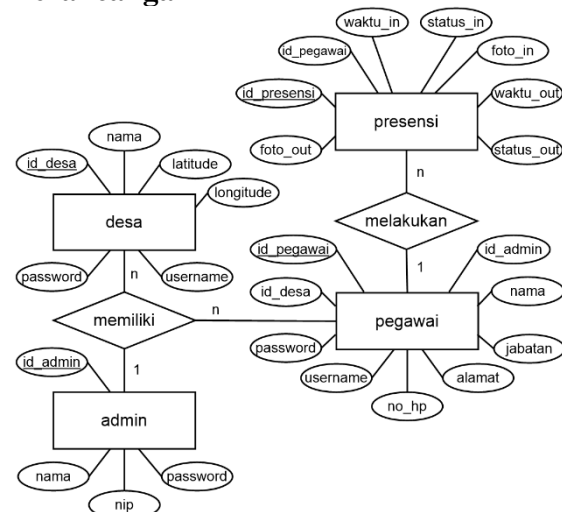 waktu_in
status_in
id_pegawai
foto_in
id_presensi
waktu_out
presensi
foto_out
status_out
n
melakukan
1
nama
id_desa
latitude
longitude
desa
password
username
n
memiliki
n
1
id_pegawai
id_admin
id_desa
nama
pegawai
password
jabatan
username
alamat
no_hp
id_admin
admin
nama
password
nip